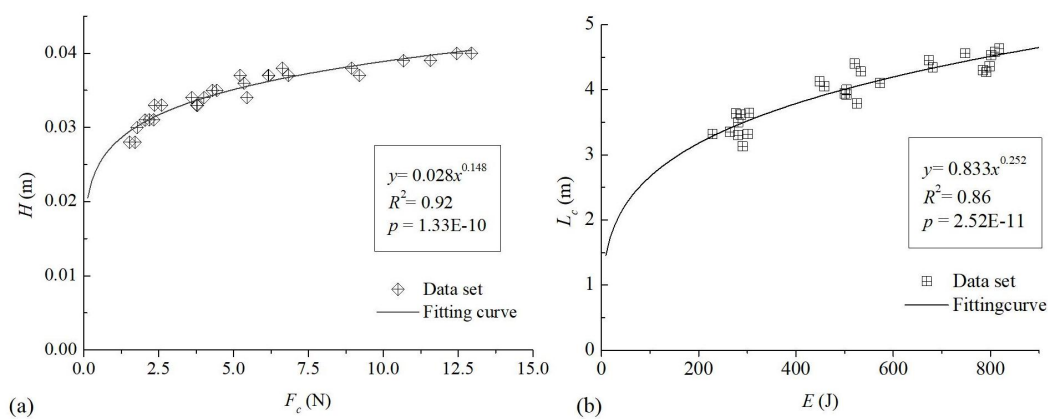 0.04
0.03
0.02
0.01
0.00
H (m)
y= 0.028x^0.148
R^2= 0.92
p = 1.33E-10
Data set
Fitting curve
0.0 2.5 5.0 7.5 10.0 12.5 15.0
F_c (N)
(a)
5
4
3
2
1
0
L_c (m)
y= 0.833x^0.252
R^2= 0.86
p = 2.52E-11
Data set
Fittingcurve
0 200 400 600 800
E (J)
(b)